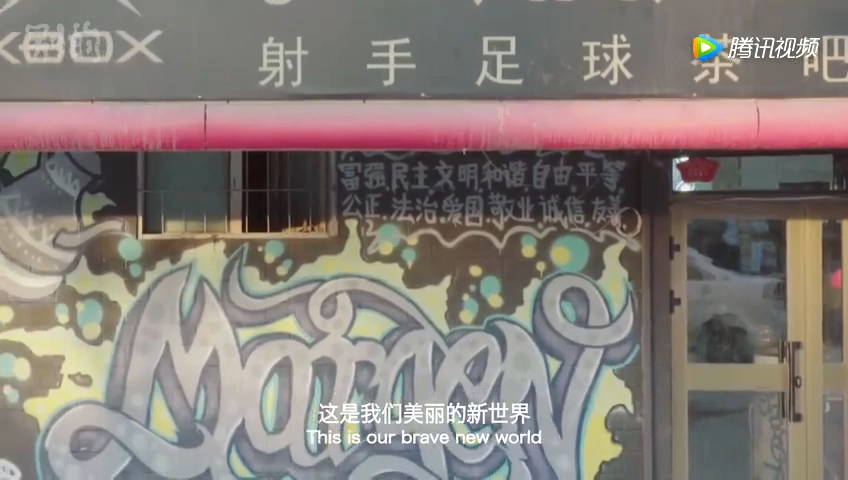 XBOX
腾讯视频
射手足球茶吧
富强.民主.文明.和谐.自由.平等
公正.法治.爱国.敬业.诚信.友善
这是我们美丽的新世界
This is our brave new world